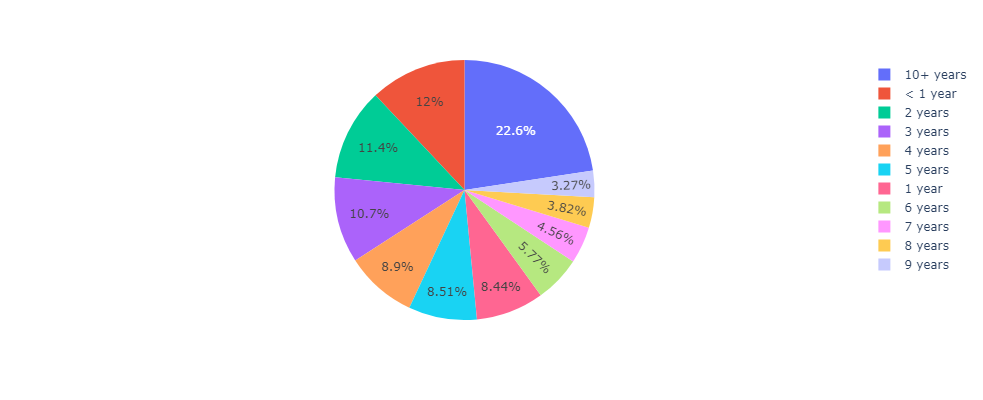 12%
22.6%
11.4%
3.27%
3.82%
10.7%
4.56%
5.77%
8.9%
8.44%
8.51%
10+ years
< 1 year
2 years
3 years
4 years
5 years
1 year
6 years
7 years
8 years
9 years